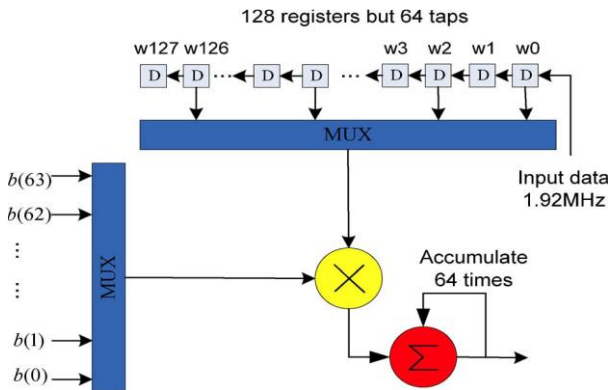 128 registers but 64 taps
w127 w126 w3 w2 w1 w0
D D ... D D ... D D D D
MUX
Input data
1.92MHz
b(63)
b(62)
...
...
b(1)
b(0)
MUX
Accumulate
64 times
Σ